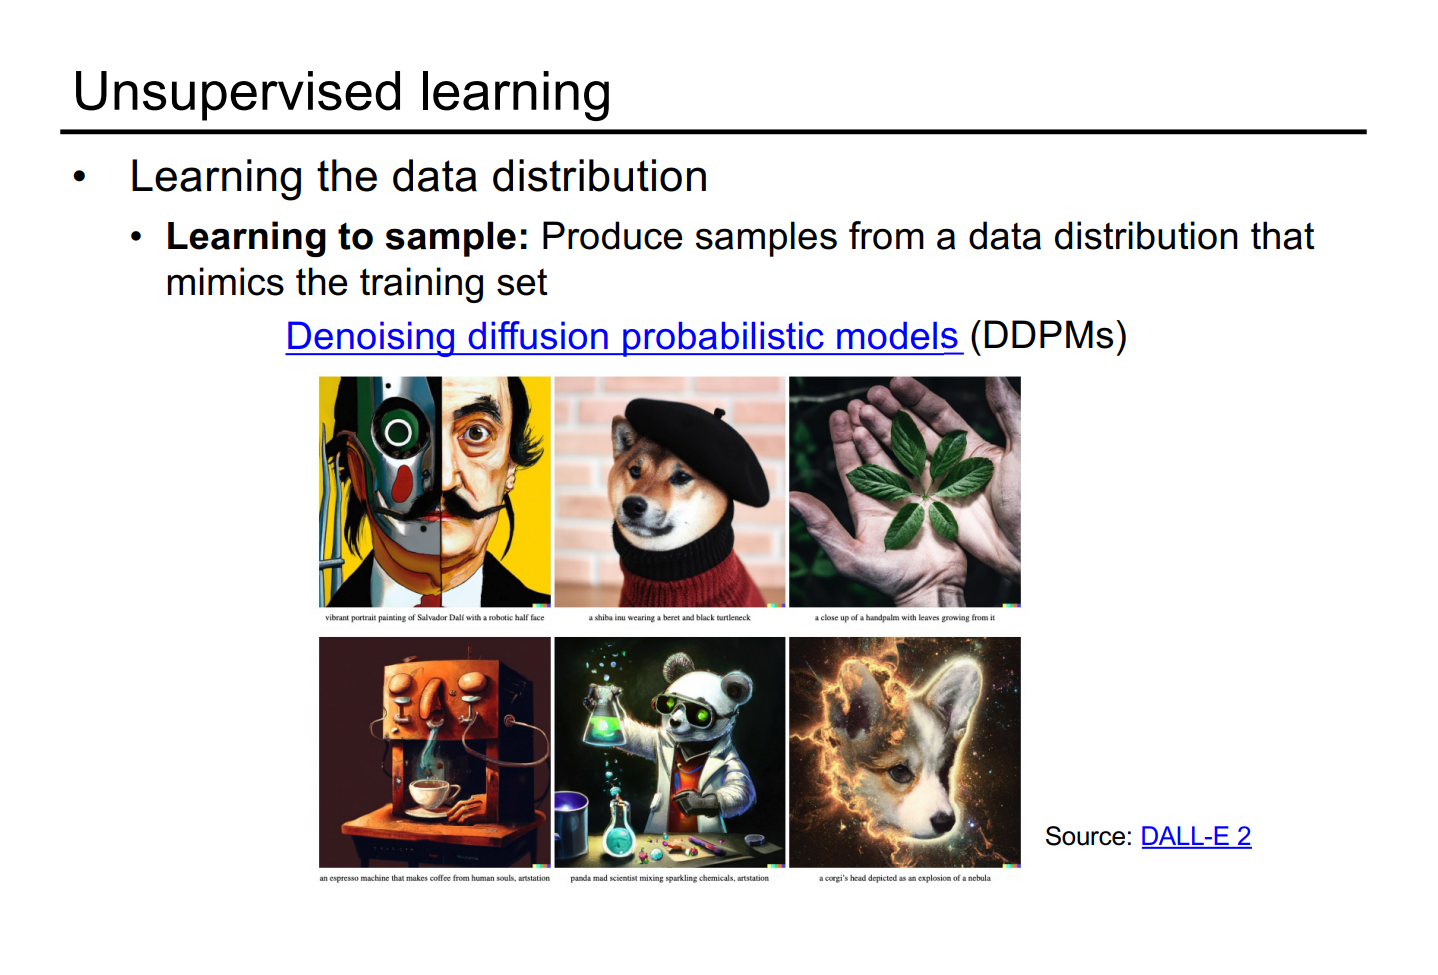 Unsupervised learning
• Learning the data distribution
• Learning to sample: Produce samples from a data distribution that
mimics the training set
Denoising diffusion probabilistic models (DDPMs)
vibrant portrait painting of Salvador Dalí with a robotic half face
a shiba inu wearing a beret and black turtleneck
a close up of a handpalm with leaves growing from it
an espresso machine that makes coffee from human souls, artstation
panda mad scientist mixing sparkling chemicals, artstation
a corgi's head depicted as an explosion of a nebula
Source: DALL-E 2